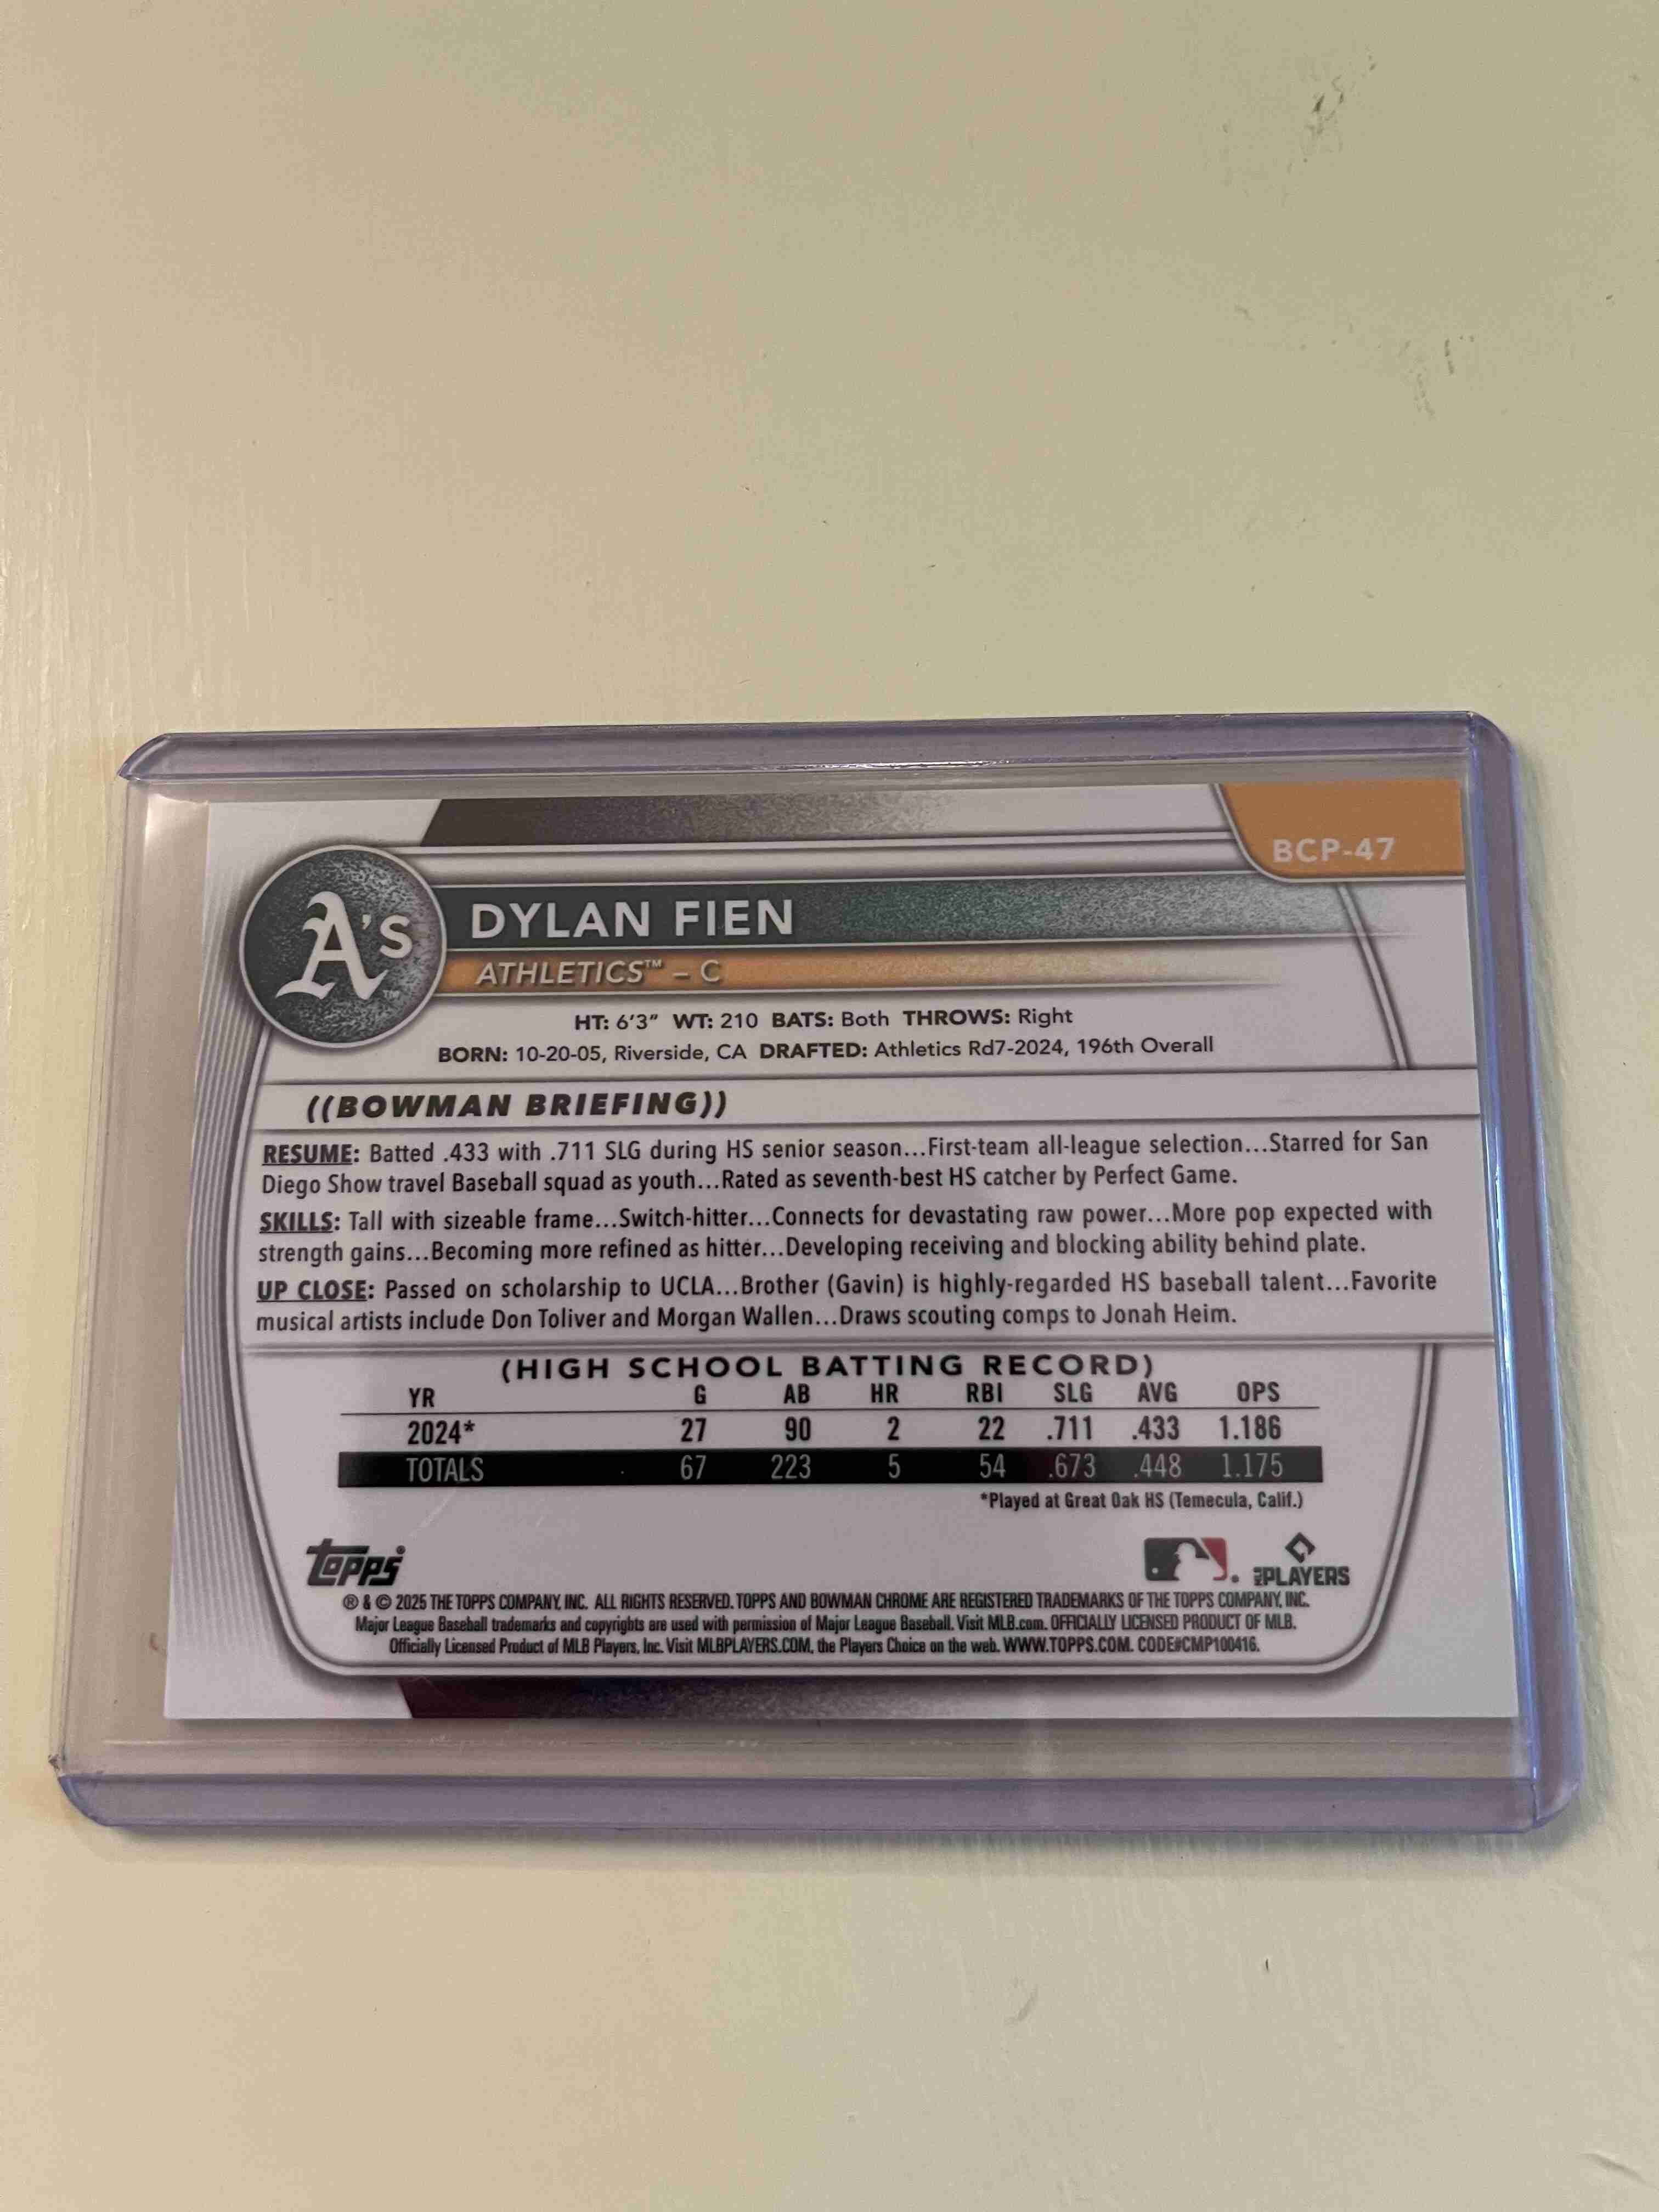 BCP-47
A's
TM
DYLAN FIEN
ATHLETICS™ – C
HT: 6'3" WT: 210 BATS: Both THROWS: Right
BORN: 10-20-05, Riverside, CA DRAFTED: Athletics Rd7-2024, 196th Overall
((BOWMAN BRIEFING))
RESUME: Batted .433 with .711 SLG during HS senior season...First-team all-league selection...Starred for San
Diego Show travel Baseball squad as youth...Rated as seventh-best HS catcher by Perfect Game.
SKILLS: Tall with sizeable frame...Switch-hitter...Connects for devastating raw power...More pop expected with
strength gains...Becoming more refined as hitter...Developing receiving and blocking ability behind plate.
UP CLOSE: Passed on scholarship to UCLA...Brother (Gavin) is highly-regarded HS baseball talent...Favorite
musical artists include Don Toliver and Morgan Wallen...Draws scouting comps to Jonah Heim.
(HIGH SCHOOL BATTING RECORD)
YR G AB HR RBI SLG AVG OPS
2024* 27 90 2 22 .711 .433 1.186
TOTALS 67 223 5 54 .673 .448 1.175
*Played at Great Oak HS (Temecula, Calif.)
Topps
PLAYERS
® & © 2025 THE TOPPS COMPANY, INC. ALL RIGHTS RESERVED. TOPPS AND BOWMAN CHROME ARE REGISTERED TRADEMARKS OF THE TOPPS COMPANY, INC.
Major League Baseball trademarks and copyrights are used with permission of Major League Baseball. Visit MLB.com. OFFICIALLY LICENSED PRODUCT OF MLB.
Officially Licensed Product of MLB Players, Inc. Visit MLBPLAYERS.COM, the Players Choice on the web. WWW.TOPPS.COM. CODE#CMP100416.